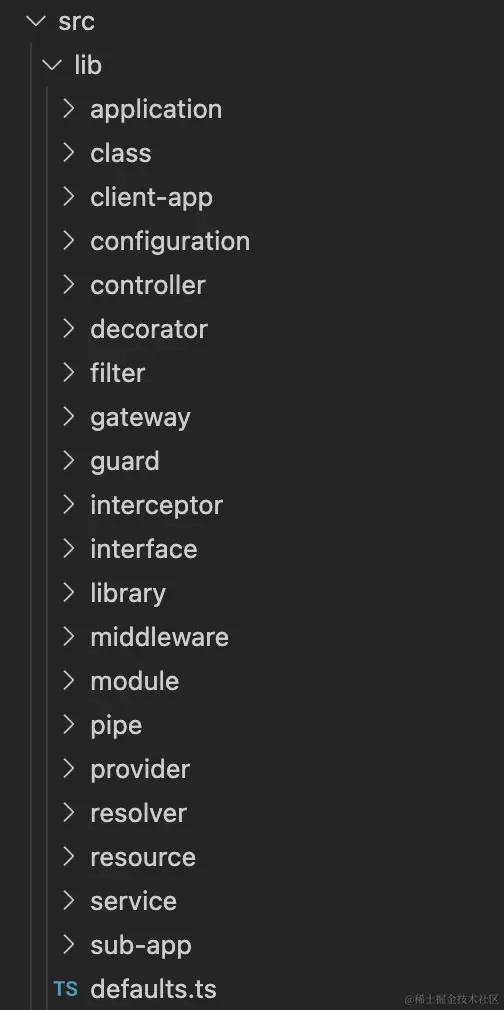 src
lib
application
class
client-app
configuration
controller
decorator
filter
gateway
guard
interceptor
interface
library
middleware
module
pipe
provider
resolver
resource
service
sub-app
TS defaults.ts
@稀土掘金技术社区